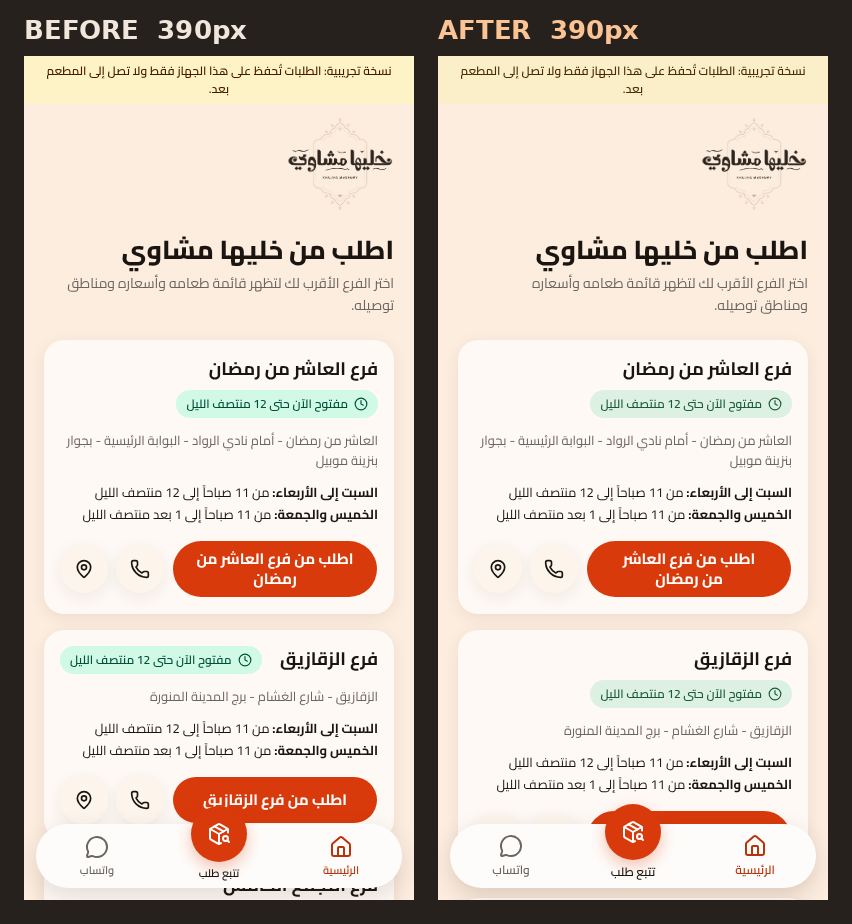 BEFORE 390px
نسخة تجريبية: الطلبات تُحفظ على هذا الجهاز فقط ولا تصل إلى المطعم
بعد.
خليها مشاوي
اطلب من خليها مشاوي
اختر الفرع الأقرب لك لتظهر قائمة طعامه وأسعاره ومناطق
توصيله.
فرع العاشر من رمضان
مفتوح الآن حتى 12 منتصف الليل
العاشر من رمضان - أمام نادي الرواد - البوابة الرئيسية - بجوار
بنزينة موبيل
السبت إلى الأربعاء: من 11 صباحاً إلى 12 منتصف الليل
الخميس والجمعة: من 11 صباحاً إلى 1 بعد منتصف الليل
اطلب من فرع العاشر من
رمضان
فرع الزقازيق
مفتوح الآن حتى 12 منتصف الليل
الزقازيق - شارع الغشام - برج المدينة المنورة
السبت إلى الأربعاء: من 11 صباحاً إلى 12 منتصف الليل
الخميس والجمعة: من 11 صباحاً إلى 1 بعد منتصف الليل
اطلب من فرع الزقازيق
الرئيسية
تتبع طلب
واتساب
AFTER 390px
نسخة تجريبية: الطلبات تُحفظ على هذا الجهاز فقط ولا تصل إلى المطعم
بعد.
خليها مشاوي
اطلب من خليها مشاوي
اختر الفرع الأقرب لك لتظهر قائمة طعامه وأسعاره
ومناطق توصيله.
فرع العاشر من رمضان
مفتوح الآن حتى 12 منتصف الليل
العاشر من رمضان - أمام نادي الرواد - البوابة الرئيسية - بجوار
بنزينة موبيل
السبت إلى الأربعاء: من 11 صباحاً إلى 12 منتصف الليل
الخميس والجمعة: من 11 صباحاً إلى 1 بعد منتصف الليل
اطلب من فرع العاشر
من رمضان
فرع الزقازيق
مفتوح الآن حتى 12 منتصف الليل
الزقازيق - شارع الغشام - برج المدينة المنورة
السبت إلى الأربعاء: من 11 صباحاً إلى 12 منتصف الليل
الخميس والجمعة: من 11 صباحاً إلى 1 بعد منتصف الليل
الرئيسية
تتبع طلب
واتساب